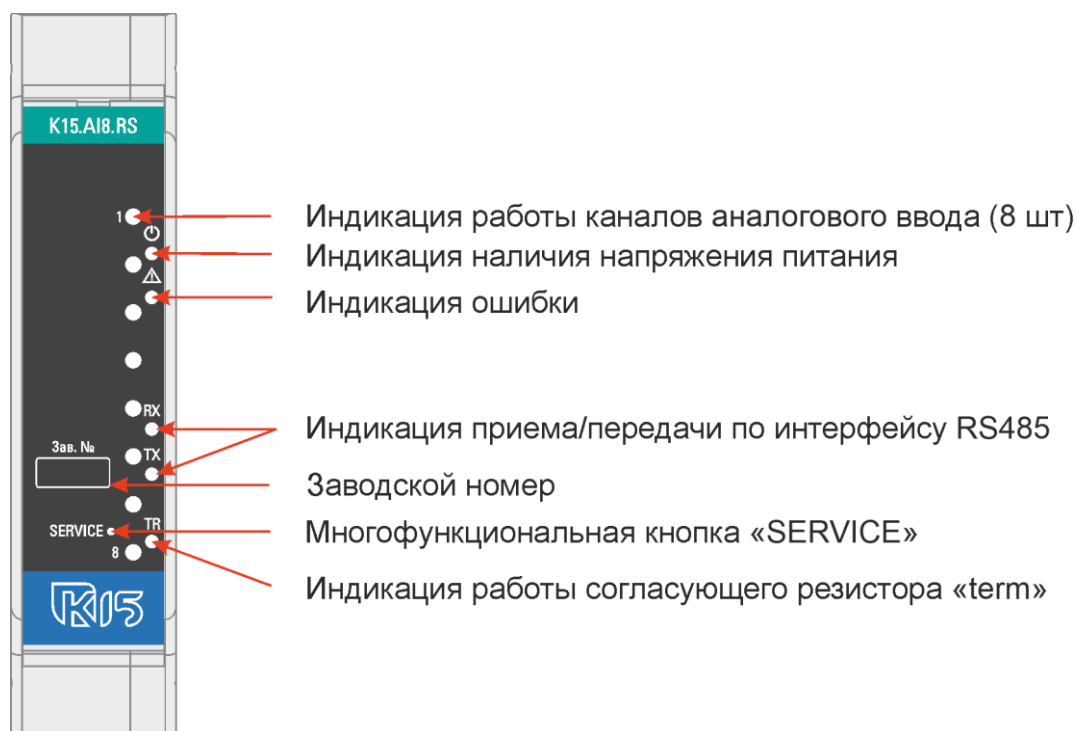 K15.AI8.RS
1
Индикация работы каналов аналогового ввода (8 шт)
Индикация наличия напряжения питания
Индикация ошибки
RX
Индикация приема/передачи по интерфейсу RS485
Зав. №
TX
Заводской номер
SERVICE
TR
Многофункциональная кнопка «SERVICE»
8
Индикация работы согласующего резистора «term»
K15